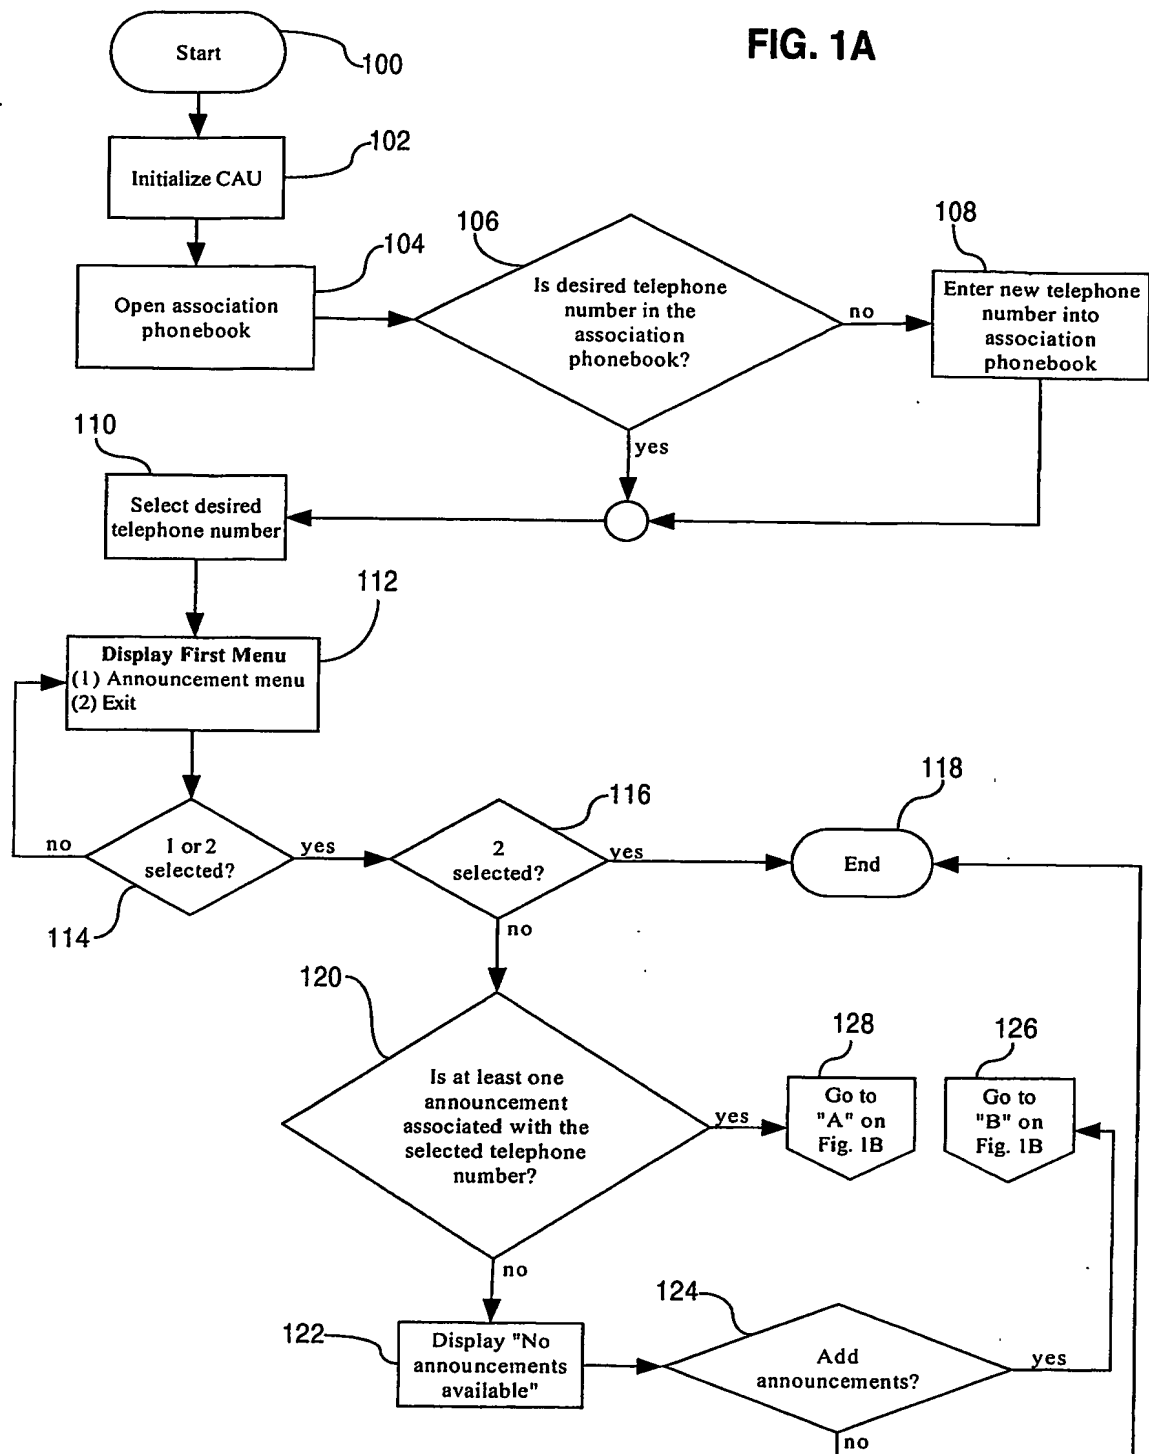 FIG. 1A
Start
100
Initialize CAU
102
Open association
phonebook
104
106
Is desired telephone
number in the
association
phonebook?
no
yes
108
Enter new telephone
number into
association
phonebook
110
Select desired
telephone number
112
Display First Menu
(1) Announcement menu
(2) Exit
no
1 or 2
selected?
yes
114
116
2
selected?
yes
no
118
End
120
Is at least one
announcement
associated with the
selected telephone
number?
yes
no
128
Go to
"A" on
Fig. 1B
126
Go to
"B" on
Fig. 1B
122
Display "No
announcements
available"
124
Add
announcements?
yes
no